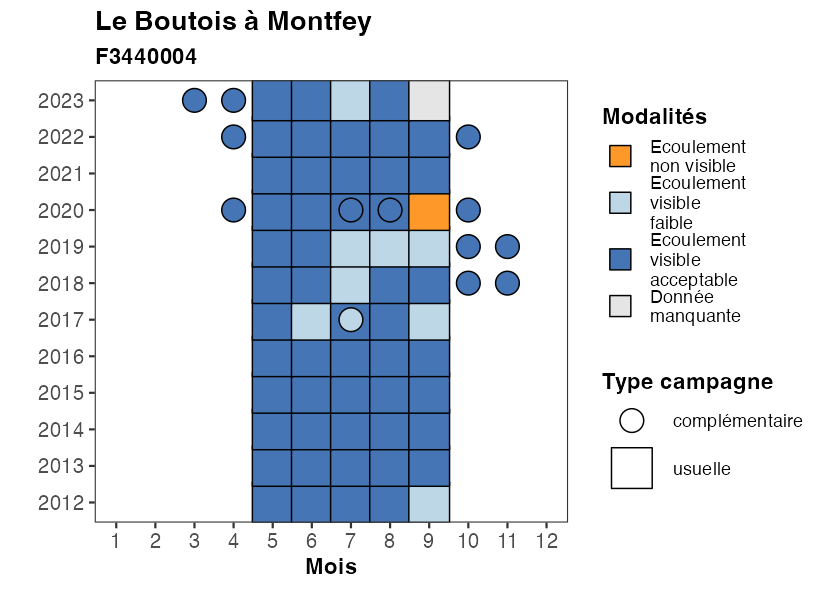 Le Boutois à Montfey
F3440004
2023
2022
2021
2020
2019
2018
2017
2016
2015
2014
2013
2012
1 2 3 4 5 6 7 8 9 10 11 12
Mois
Modalités
Ecoulement
non visible
Ecoulement
visible
faible
Ecoulement
visible
acceptable
Donnée
manquante
Type campagne
complémentaire
usuelle